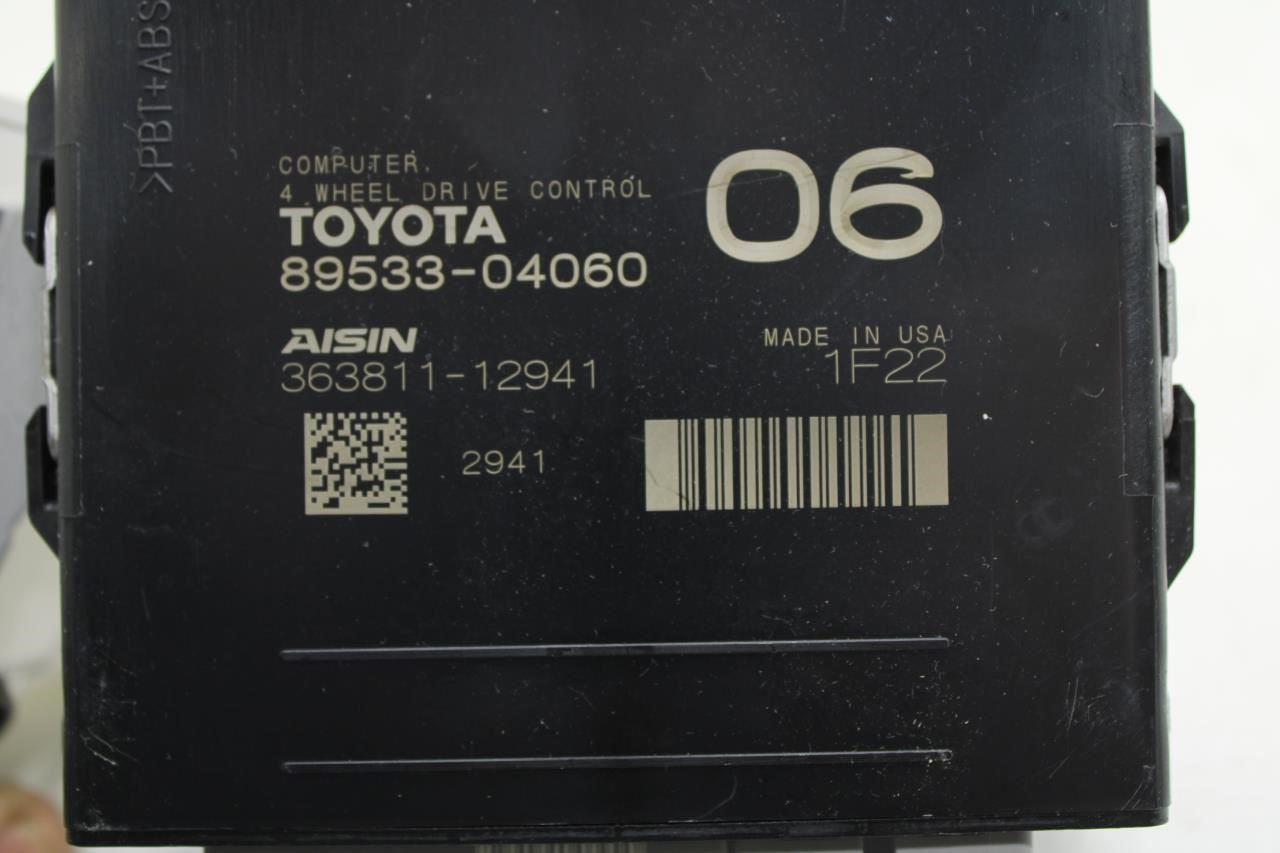 >PBT+ABS
COMPUTER,
4 WHEEL DRIVE CONTROL
TOYOTA
89533-04060
06
AISIN
363811-12941
MADE IN USA
1F22
2941